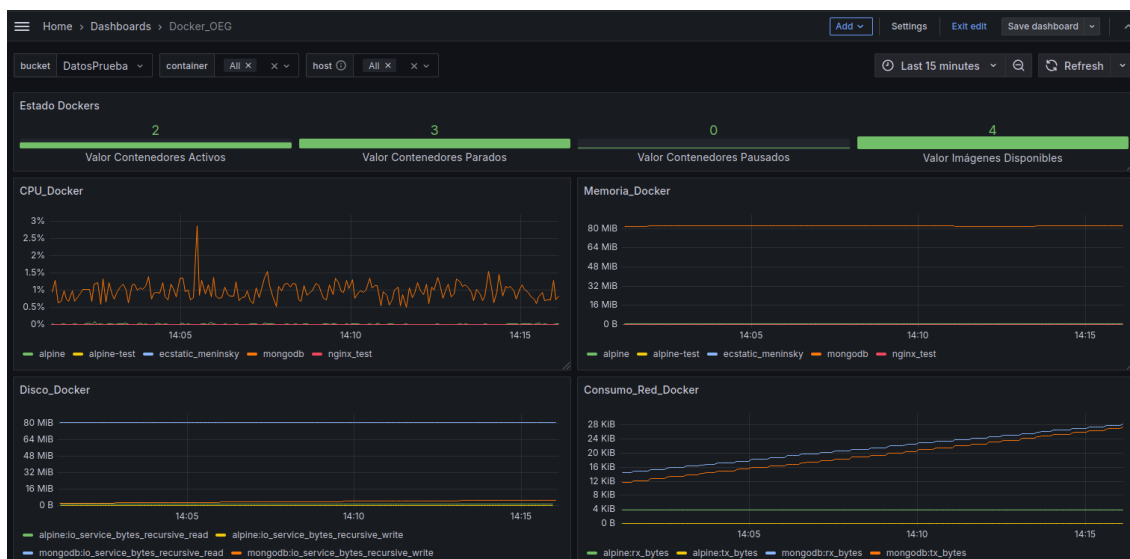 Home > Dashboards > Docker_OEG Add Settings Exit edit Save dashboard
bucket DatosPrueba container All × × host All × × Last 15 minutes Refresh
Estado Dockers
2 3 0 4
Valor Contenedores Activos Valor Contenedores Parados Valor Contenedores Pausados Valor Imágenes Disponibles
CPU_Docker
3%
2.5%
2%
1.5%
1%
0.5%
0%
14:05 14:10 14:15
alpine alpine-test ecstatic_meninsky mongodb nginx_test
Memoria_Docker
80 MiB
64 MiB
48 MiB
32 MiB
16 MiB
0 B
14:05 14:10 14:15
alpine alpine-test ecstatic_meninsky mongodb nginx_test
Disco_Docker
80 MiB
64 MiB
48 MiB
32 MiB
16 MiB
0 B
14:05 14:10 14:15
alpine:io_service_bytes_recursive_read alpine:io_service_bytes_recursive_write
mongodb:io_service_bytes_recursive_read mongodb:io_service_bytes_recursive_write
Consumo_Red_Docker
28 KiB
24 KiB
20 KiB
16 KiB
12 KiB
8 KiB
4 KiB
0 B
14:05 14:10 14:15
alpine:rx_bytes alpine:tx_bytes mongodb:rx_bytes mongodb:tx_bytes